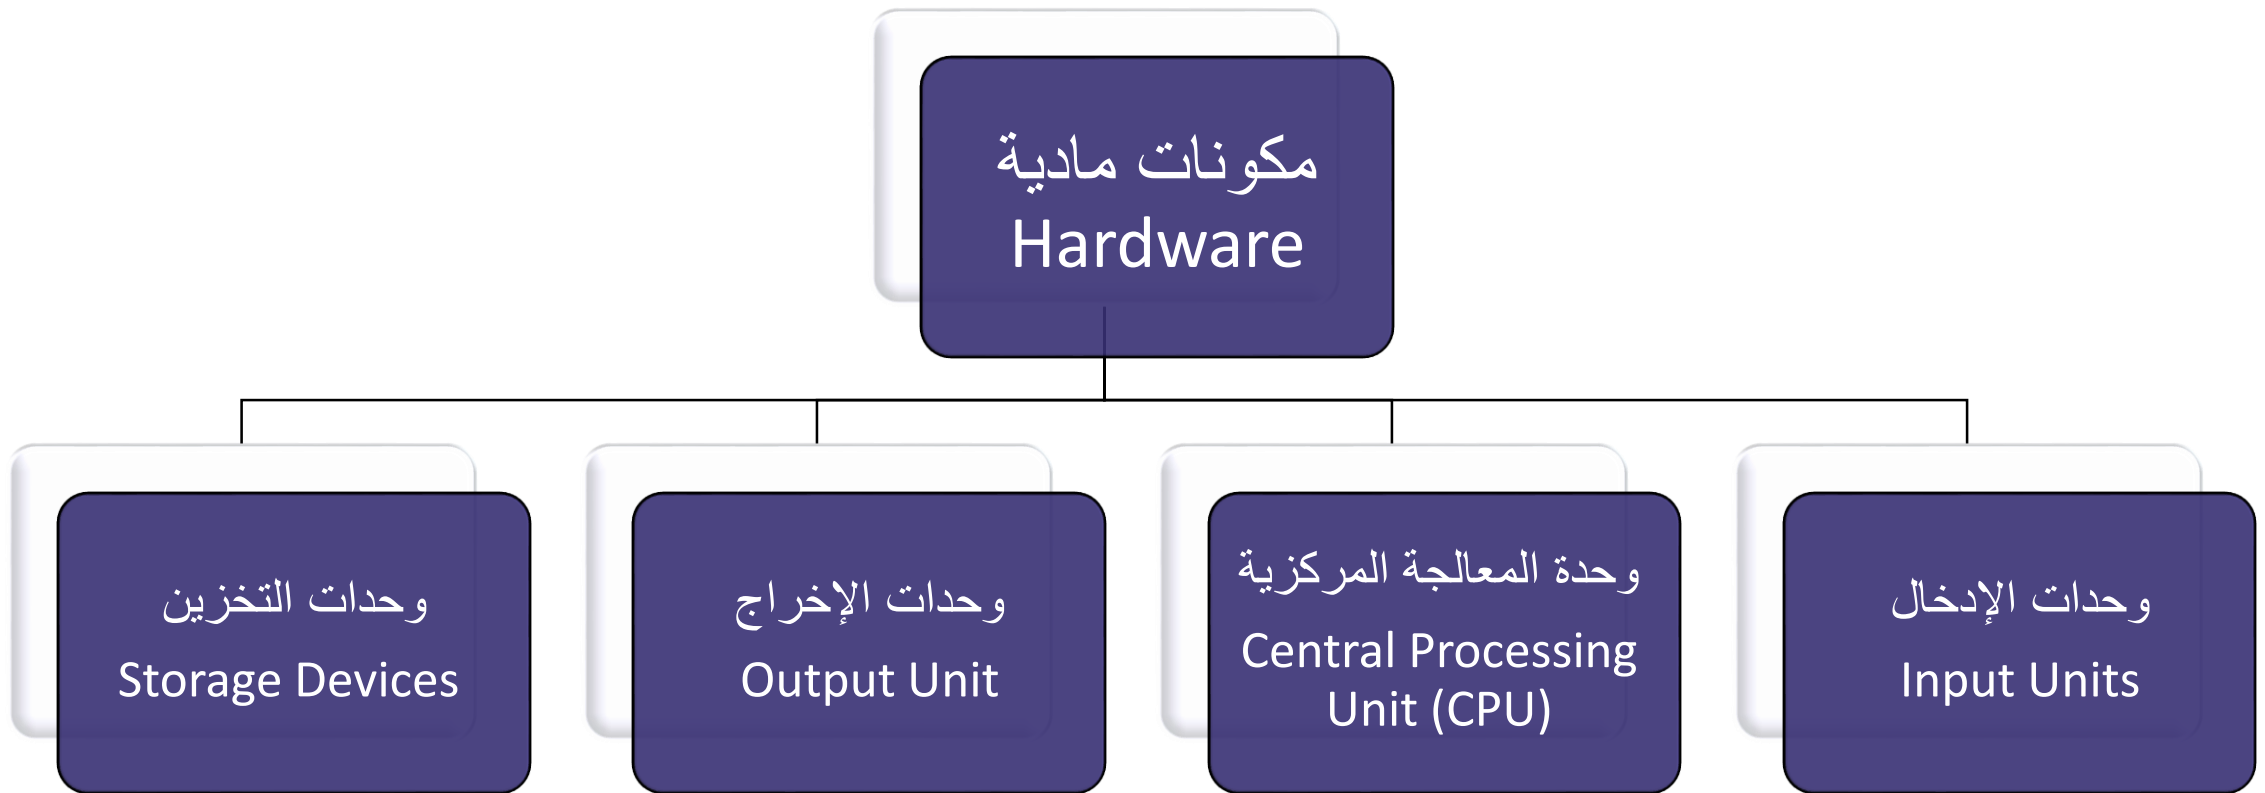 مكونات مادية
Hardware
وحدات الإدخال
Input Units
وحدة المعالجة المركزية
Central Processing
Unit (CPU)
وحدات الإخراج
Output Unit
وحدات التخزين
Storage Devices